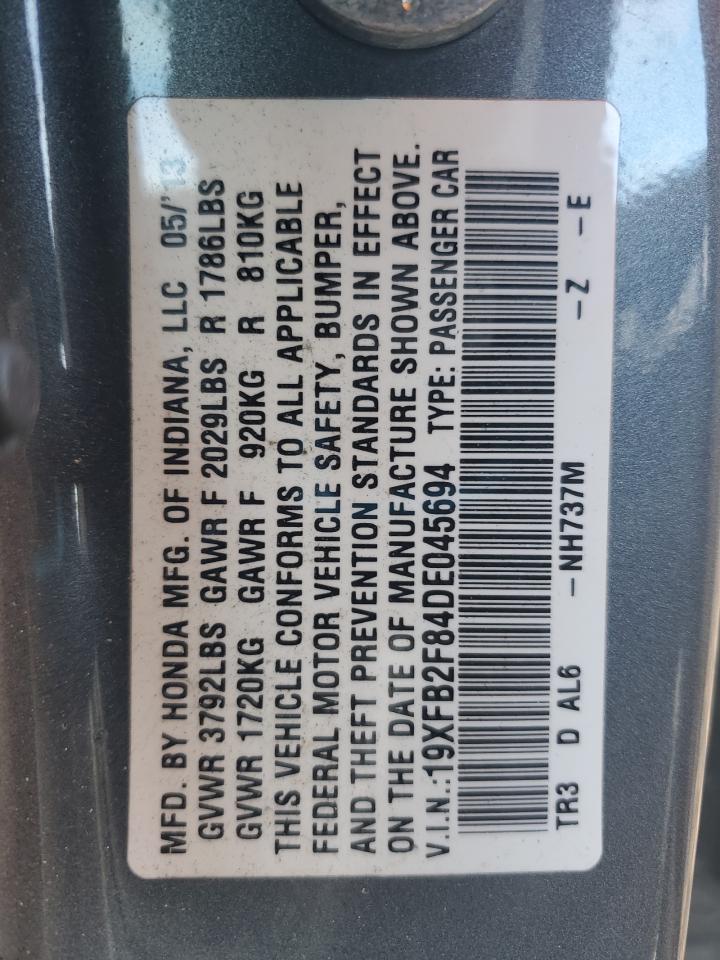 MFD. BY HONDA MFG. OF INDIANA, LLC 05/'13
GVWR 3792LBS GAWR F 2029LBS R 1786LBS
GVWR 1720KG GAWR F 920KG R 810KG
THIS VEHICLE CONFORMS TO ALL APPLICABLE
FEDERAL MOTOR VEHICLE SAFETY, BUMPER,
AND THEFT PREVENTION STANDARDS IN EFFECT
ON THE DATE OF MANUFACTURE SHOWN ABOVE.
V.I.N.:19XFB2F84DE045694 TYPE: PASSENGER CAR
TR3 D AL6 -NH737M -Z -E